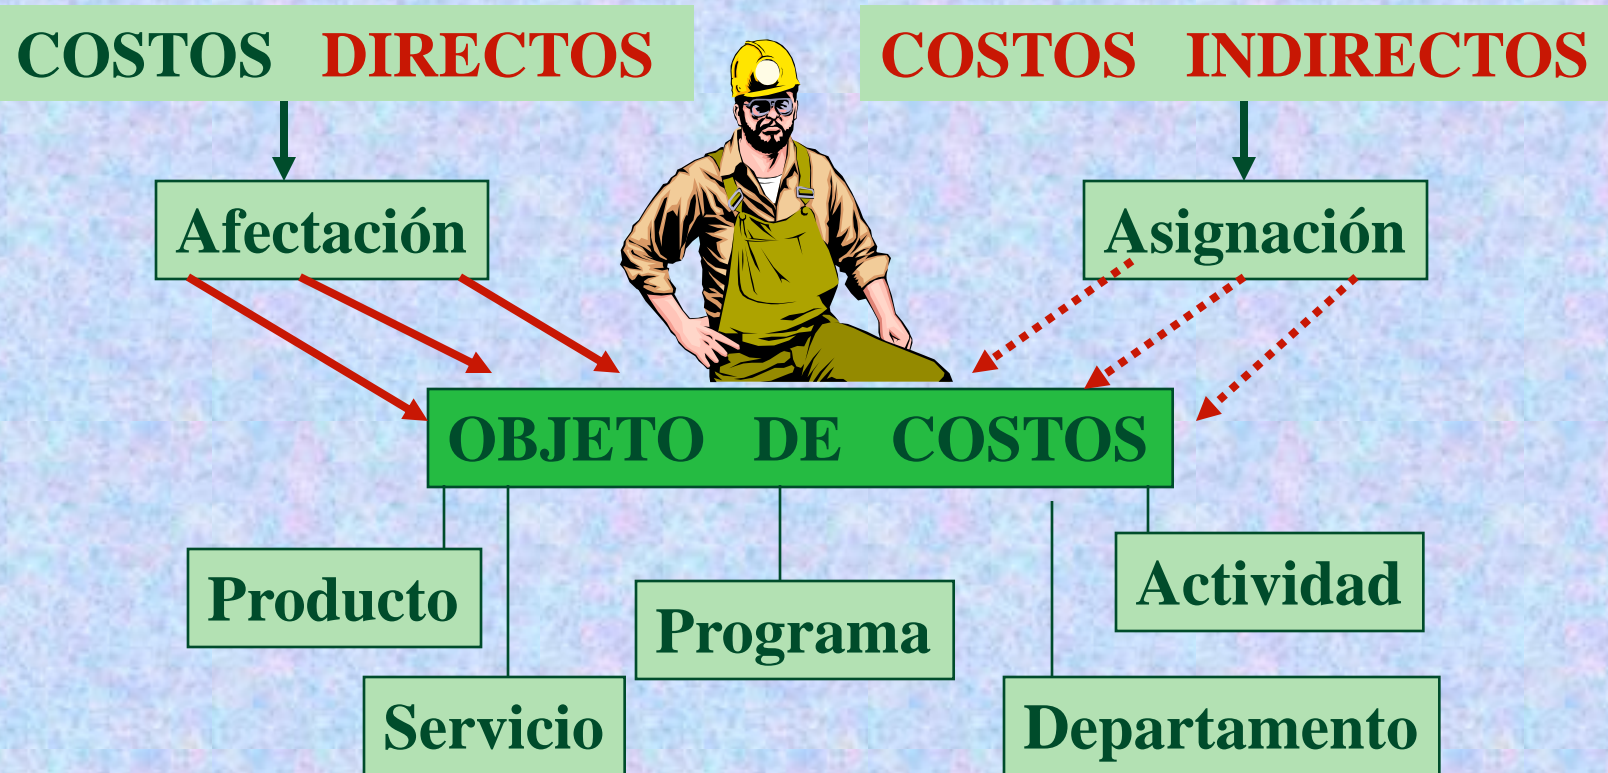 COSTOS DIRECTOS
COSTOS INDIRECTOS
Afectación
Asignación
OBJETO DE COSTOS
Producto
Programa
Actividad
Servicio
Departamento